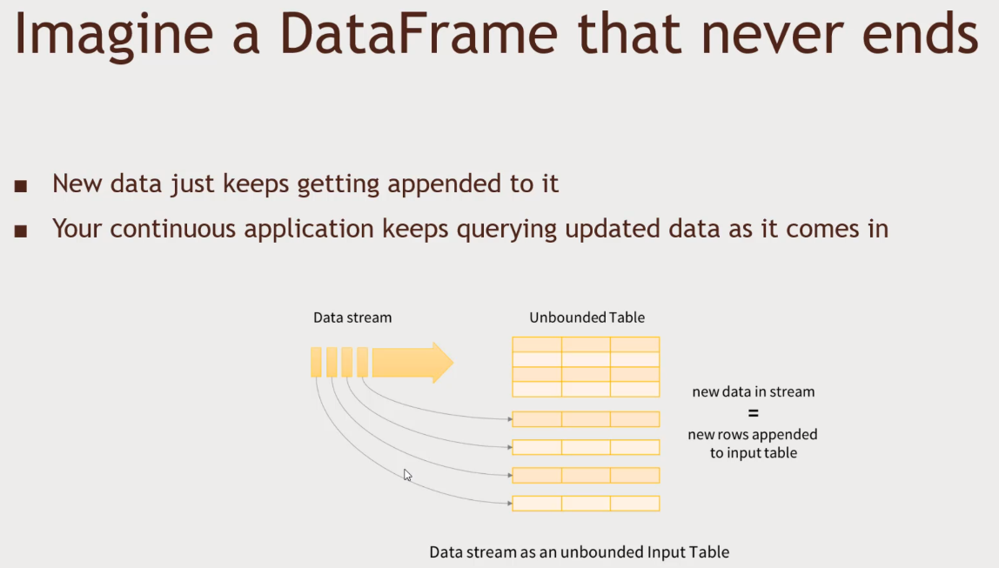 Imagine a DataFrame that never ends
■ New data just keeps getting appended to it
■ Your continuous application keeps querying updated data as it comes in
Data stream
Unbounded Table
new data in stream
=
new rows appended
to input table
Data stream as an unbounded Input Table